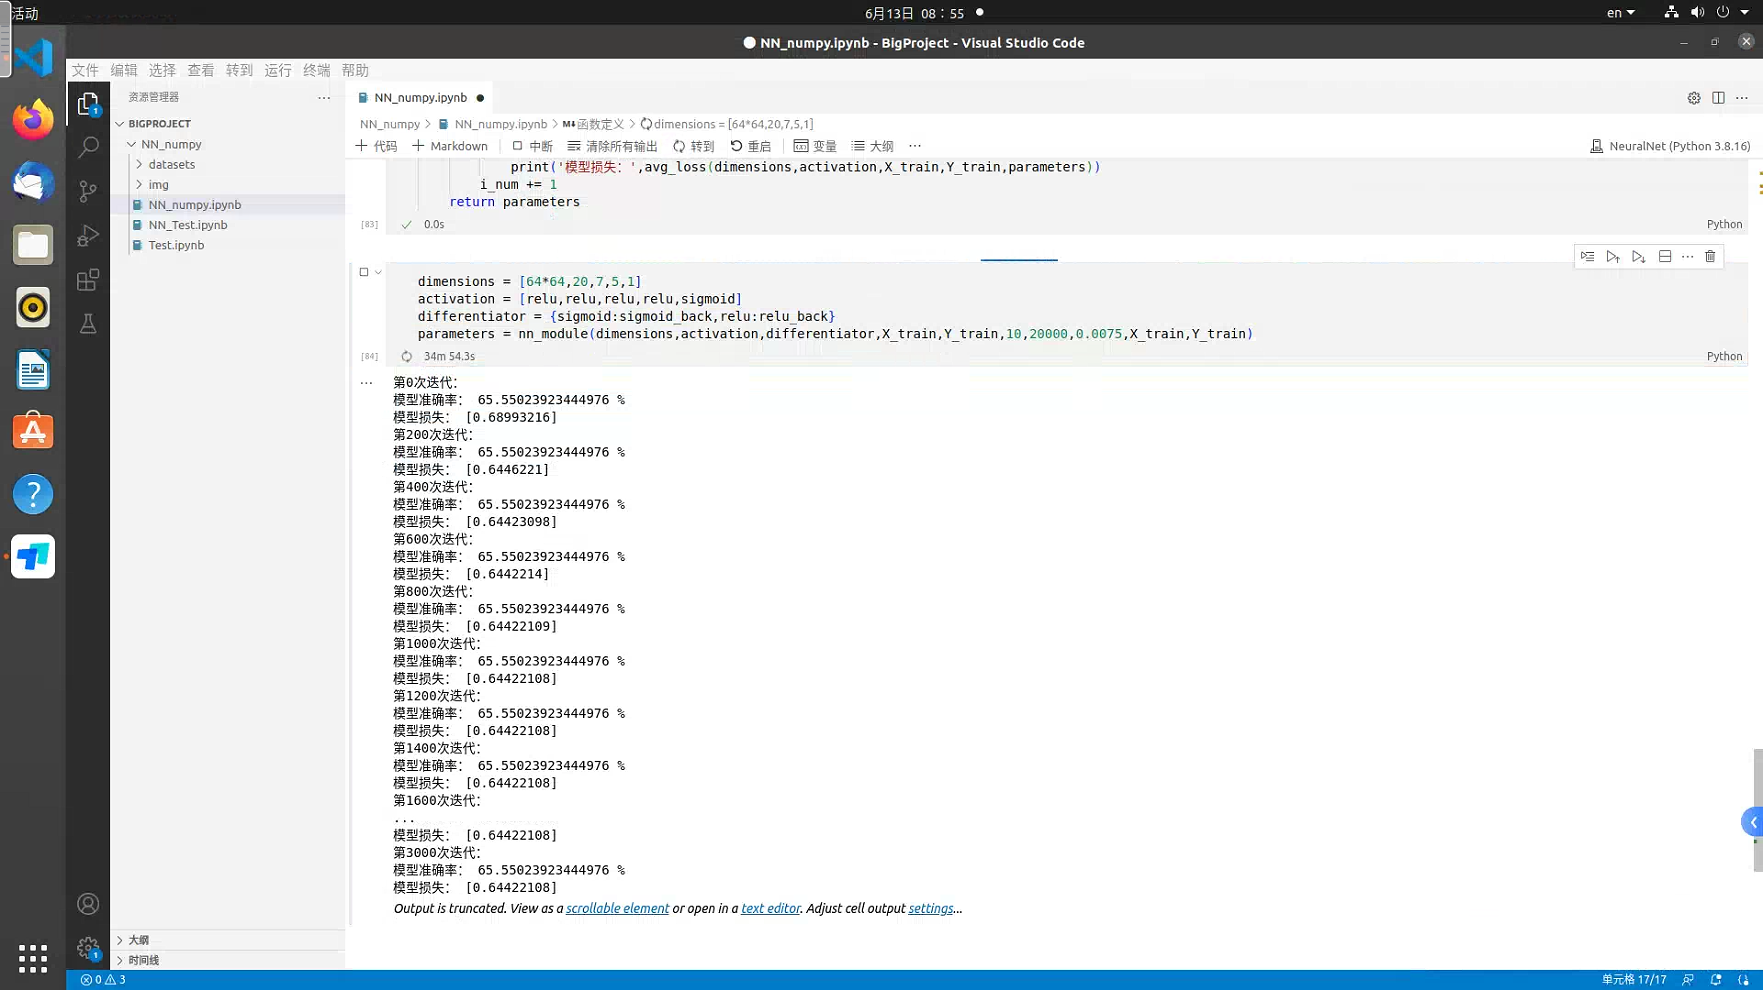 活动
6月13日 08：55
en
NN_numpy.ipynb - BigProject - Visual Studio Code
文件 编辑 选择 查看 转到 运行 终端 帮助
资源管理器
NN_numpy.ipynb
BIGPROJECT
NN_numpy
datasets
img
NN_numpy.ipynb
NN_Test.ipynb
Test.ipynb
大纲
时间线
NN_numpy > NN_numpy.ipynb > M↓函数定义 > dimensions = [64*64,20,7,5,1]
+ 代码 + Markdown 中断 清除所有输出 转到 重启 变量 大纲 ...
NeuralNet (Python 3.8.16)
print('模型损失：',avg_loss(dimensions,activation,X_train,Y_train,parameters))
i_num += 1
return parameters
[83] 0.0s Python
dimensions = [64*64,20,7,5,1]
activation = [relu,relu,relu,relu,sigmoid]
differentiator = {sigmoid:sigmoid_back,relu:relu_back}
parameters = nn_module(dimensions,activation,differentiator,X_train,Y_train,10,20000,0.0075,X_train,Y_train)
[84] 34m 54.3s Python
第0次迭代：
模型准确率： 65.55023923444976 %
模型损失： [0.68993216]
第200次迭代：
模型准确率： 65.55023923444976 %
模型损失： [0.6446221]
第400次迭代：
模型准确率： 65.55023923444976 %
模型损失： [0.64423098]
第600次迭代：
模型准确率： 65.55023923444976 %
模型损失： [0.6442214]
第800次迭代：
模型准确率： 65.55023923444976 %
模型损失： [0.64422109]
第1000次迭代：
模型准确率： 65.55023923444976 %
模型损失： [0.64422108]
第1200次迭代：
模型准确率： 65.55023923444976 %
模型损失： [0.64422108]
第1400次迭代：
模型准确率： 65.55023923444976 %
模型损失： [0.64422108]
第1600次迭代：
...
模型损失： [0.64422108]
第3000次迭代：
模型准确率： 65.55023923444976 %
模型损失： [0.64422108]
Output is truncated. View as a scrollable element or open in a text editor. Adjust cell output settings...
0 3
单元格 17/17